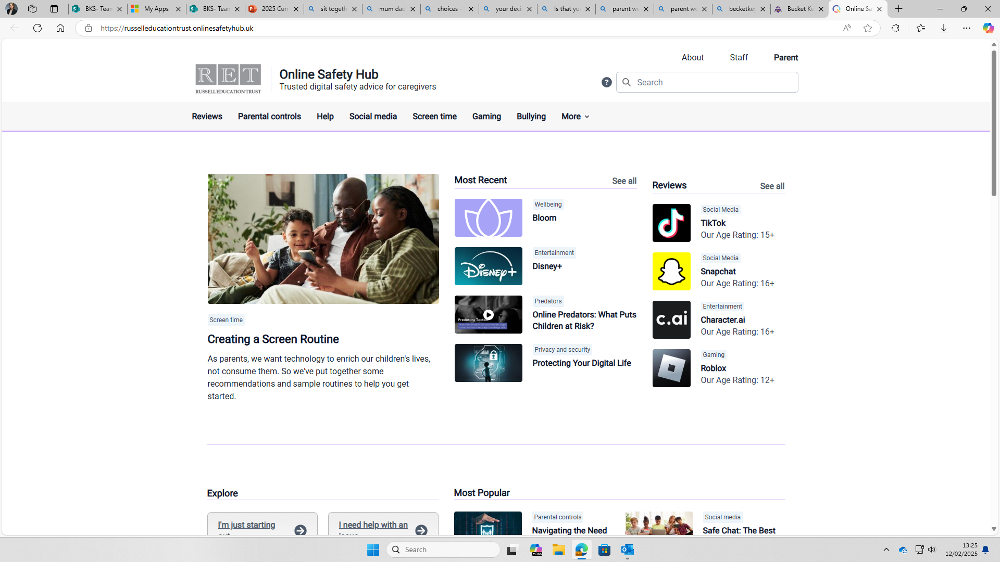 BKS- Team
My Apps
BKS- Team
2025 Curr
sit togeth
mum dad
choices -
your deci
Is that you
parent wo
parent wo
becketkey
Becket Ke
Online Sa
https://russelleducationtrust.onlinesafetyhub.uk
About
Staff
Parent
RET
RUSSELL EDUCATION TRUST
Online Safety Hub
Trusted digital safety advice for caregivers
?
Search
Reviews
Parental controls
Help
Social media
Screen time
Gaming
Bullying
More
Screen time
Creating a Screen Routine
As parents, we want technology to enrich our children's lives,
not consume them. So we've put together some
recommendations and sample routines to help you get
started.
Most Recent
See all
Wellbeing
Bloom
Disney+
Entertainment
Disney+
Predatory Tactics:
Predators
Online Predators: What Puts
Children at Risk?
Privacy and security
Protecting Your Digital Life
Reviews
See all
Social Media
TikTok
Our Age Rating: 15+
Social Media
Snapchat
Our Age Rating: 16+
c.ai
Entertainment
Character.ai
Our Age Rating: 16+
Gaming
Roblox
Our Age Rating: 12+
Explore
I'm just starting
I need help with an
Most Popular
Parental controls
Navigating the Need
Social media
Safe Chat: The Best
Search
M365
13:25
12/02/2025